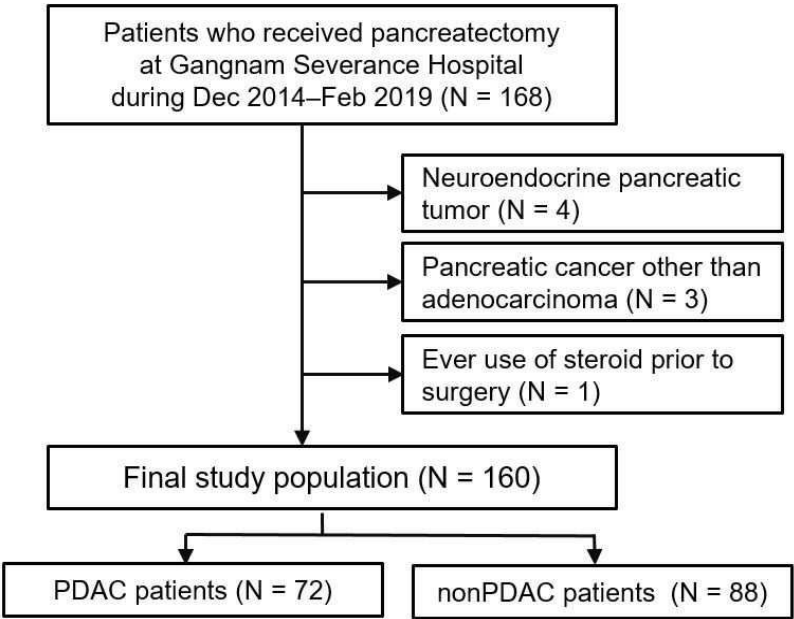 Patients who received pancreatectomy
at Gangnam Severance Hospital
during Dec 2014–Feb 2019 (N = 168)
Neuroendocrine pancreatic
tumor (N = 4)
Pancreatic cancer other than
adenocarcinoma (N = 3)
Ever use of steroid prior to
surgery (N = 1)
Final study population (N = 160)
PDAC patients (N = 72)
nonPDAC patients (N = 88)